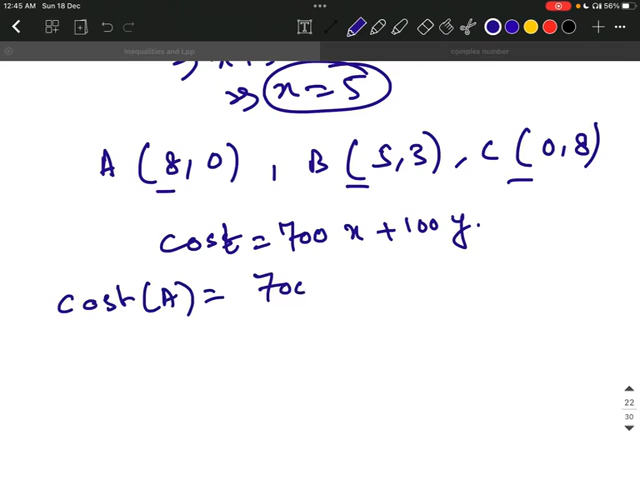 12:45 AM Sun 18 Dec
56%
Inequalities and Lpp
complex number
⇒ x = 5
A (8,0), B (5,3), C (0,8)
cost = 700 x + 100 y.
cost(A) = 700
22
30